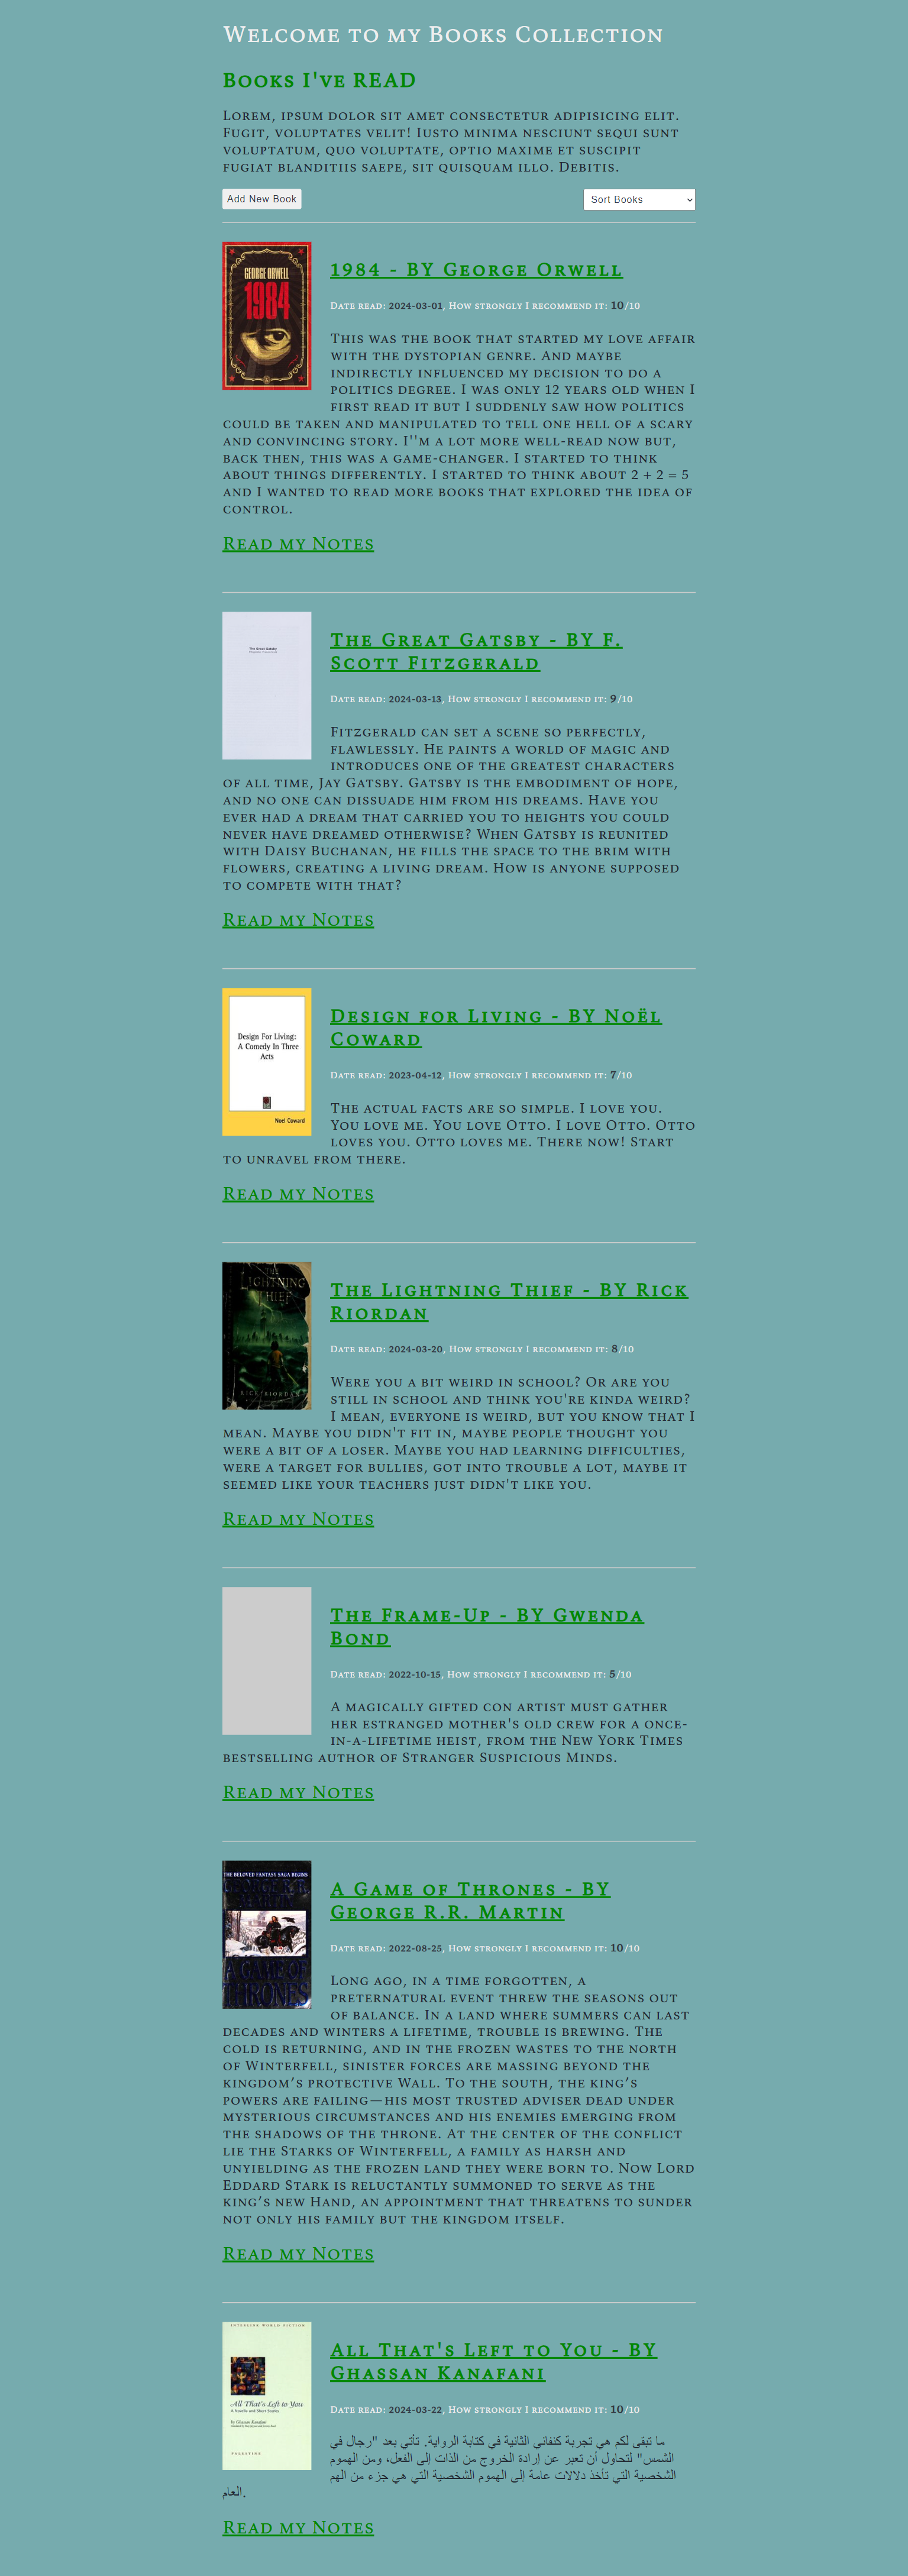 Welcome to my Books Collection
Books I've READ
Lorem, ipsum dolor sit amet consectetur adipisicing elit.
Fugit, voluptates velit! Iusto minima nesciunt sequi sunt
voluptatum, quo voluptate, optio maxime et suscipit
fugiat blanditiis saepe, sit quisquam illo. Debitis.
Add New Book
Sort Books
GEORGE ORWELL
1984
1984 - BY George Orwell
Date read: 2024-03-01, How strongly I recommend it: 10/10
This was the book that started my love affair
with the dystopian genre. And maybe
indirectly influenced my decision to do a
politics degree. I was only 12 years old when I
first read it but I suddenly saw how politics
could be taken and manipulated to tell one hell of a scary
and convincing story. I''m a lot more well-read now but,
back then, this was a game-changer. I started to think
about things differently. I started to think about 2 + 2 = 5
and I wanted to read more books that explored the idea of
control.
Read my Notes
The Great Gatsby
The Great Gatsby - BY F.
Scott Fitzgerald
Date read: 2024-03-13, How strongly I recommend it: 9/10
Fitzgerald can set a scene so perfectly,
flawlessly. He paints a world of magic and
introduces one of the greatest characters
of all time, Jay Gatsby. Gatsby is the embodiment of hope,
and no one can dissuade him from his dreams. Have you
ever had a dream that carried you to heights you could
never have dreamed otherwise? When Gatsby is reunited
with Daisy Buchanan, he fills the space to the brim with
flowers, creating a living dream. How is anyone supposed
to compete with that?
Read my Notes
Design For Living:
A Comedy In Three
Acts
Noel Coward
Design for Living - BY Noël
Coward
Date read: 2023-04-12, How strongly I recommend it: 7/10
The actual facts are so simple. I love you.
You love me. You love Otto. I love Otto. Otto
loves you. Otto loves me. There now! Start
to unravel from there.
Read my Notes
THE
LIGHTNING
THIEF
RICK RIORDAN
The Lightning Thief - BY Rick
Riordan
Date read: 2024-03-20, How strongly I recommend it: 8/10
Were you a bit weird in school? Or are you
still in school and think you're kinda weird?
I mean, everyone is weird, but you know that I
mean. Maybe you didn't fit in, maybe people thought you
were a bit of a loser. Maybe you had learning difficulties,
were a target for bullies, got into trouble a lot, maybe it
seemed like your teachers just didn't like you.
Read my Notes
The Frame-Up - BY Gwenda
Bond
Date read: 2022-10-15, How strongly I recommend it: 5/10
A magically gifted con artist must gather
her estranged mother's old crew for a once-
in-a-lifetime heist, from the New York Times
bestselling author of Stranger Suspicious Minds.
Read my Notes
THE BELOVED FANTASY SAGA BEGINS
GEORGE R.R.
MARTIN
A GAME OF
THRONES
A Game of Thrones - BY
George R.R. Martin
Date read: 2022-08-25, How strongly I recommend it: 10/10
Long ago, in a time forgotten, a
preternatural event threw the seasons out
of balance. In a land where summers can last
decades and winters a lifetime, trouble is brewing. The
cold is returning, and in the frozen wastes to the north
of Winterfell, sinister forces are massing beyond the
kingdom’s protective Wall. To the south, the king’s
powers are failing—his most trusted adviser dead under
mysterious circumstances and his enemies emerging from
the shadows of the throne. At the center of the conflict
lie the Starks of Winterfell, a family as harsh and
unyielding as the frozen land they were born to. Now Lord
Eddard Stark is reluctantly summoned to serve as the
king’s new Hand, an appointment that threatens to sunder
not only his family but the kingdom itself.
Read my Notes
INTERLINK WORLD FICTION
All That's Left to You
A Novella and Short Stories
by Ghassan Kanafani
PALESTINE
All That's Left to You - BY
Ghassan Kanafani
Date read: 2024-03-22, How strongly I recommend it: 10/10
ما تبقى لكم هي تجربة كنفاني الثانية في كتابة الرواية. تأتي بعد "رجال في
الشمس" لتحاول أن تعبر عن إرادة الخروج من الذات إلى الفعل، ومن الهموم
الشخصية التي تأخذ دلالات عامة إلى الهموم الشخصية التي هي جزء من الهم
العام.
Read my Notes